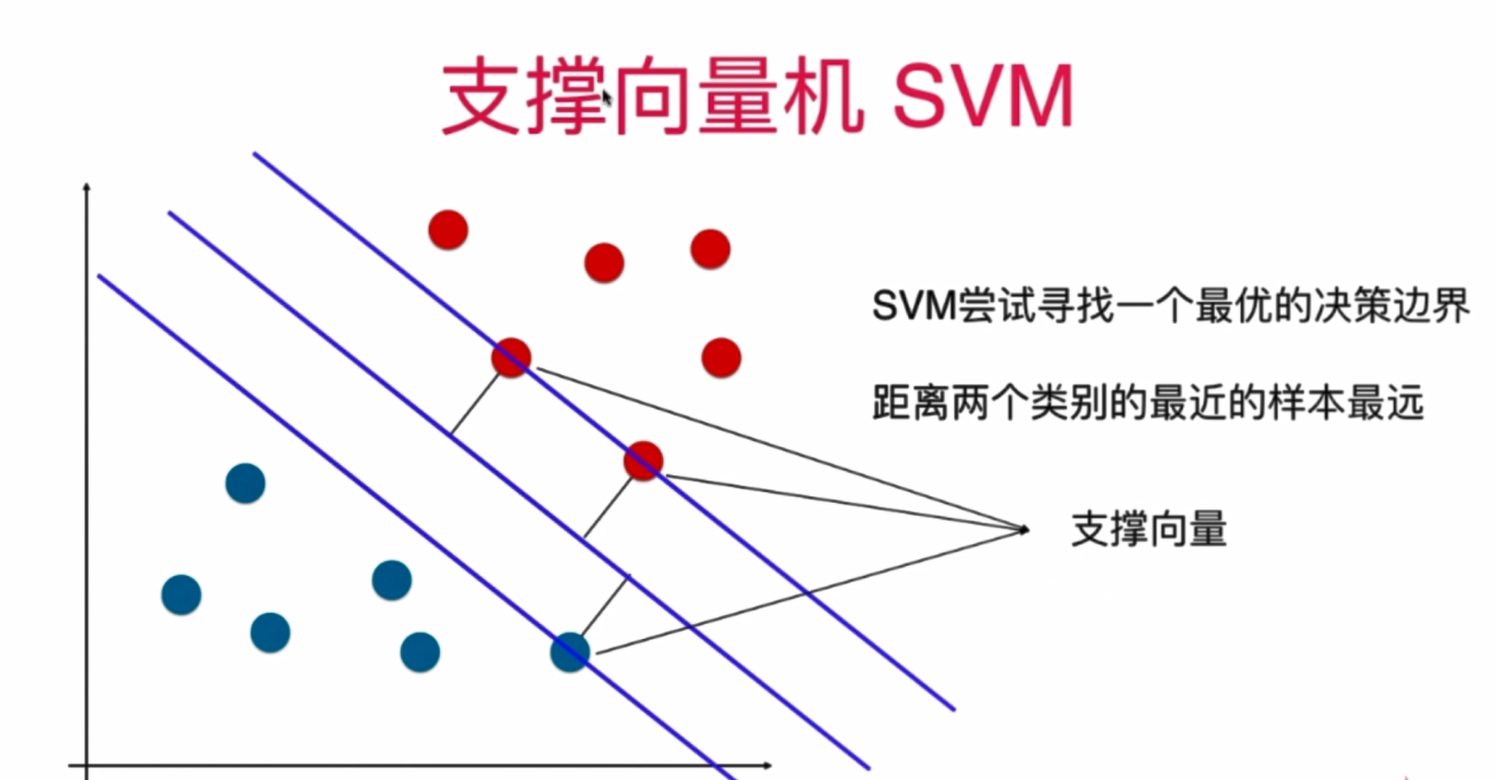 支撑向量机 SVM
SVM尝试寻找一个最优的决策边界
距离两个类别的最近的样本最远
支撑向量